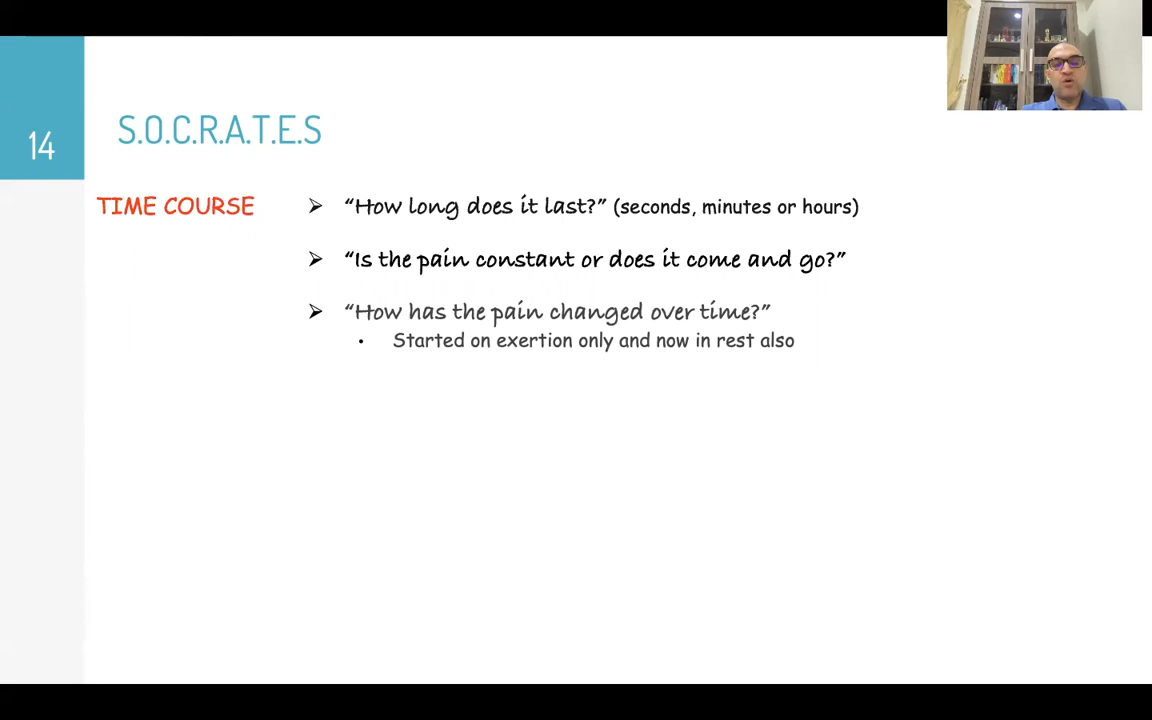 14
S.O.C.R.A.T.E.S
TIME COURSE
➢ “How long does it last?” (seconds, minutes or hours)
➢ “Is the pain constant or does it come and go?”
➢ “How has the pain changed over time?”
• Started on exertion only and now in rest also